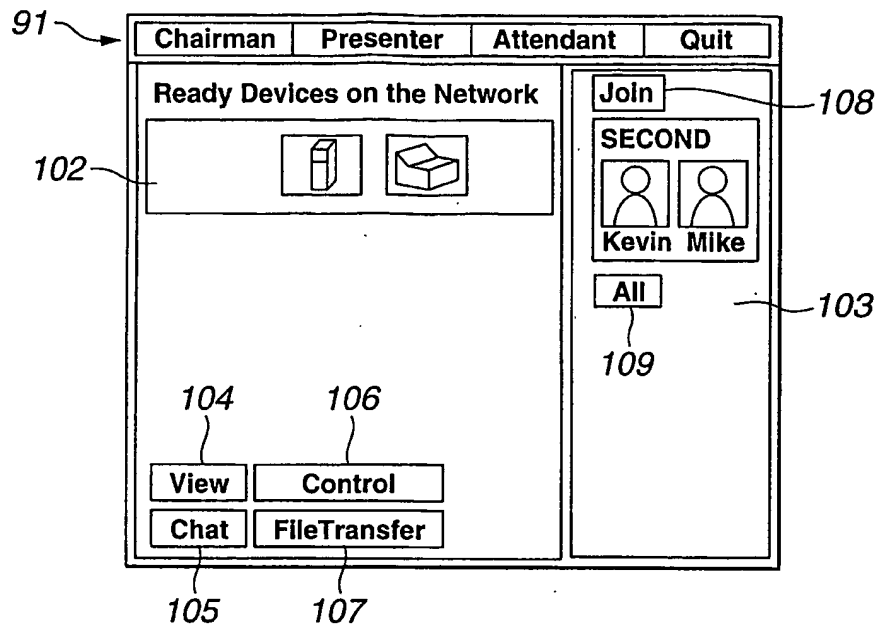 91
Chairman Presenter Attendant Quit
Ready Devices on the Network
Join
108
SECOND
102
Kevin Mike
All
103
109
104 106
View Control
Chat FileTransfer
105 107